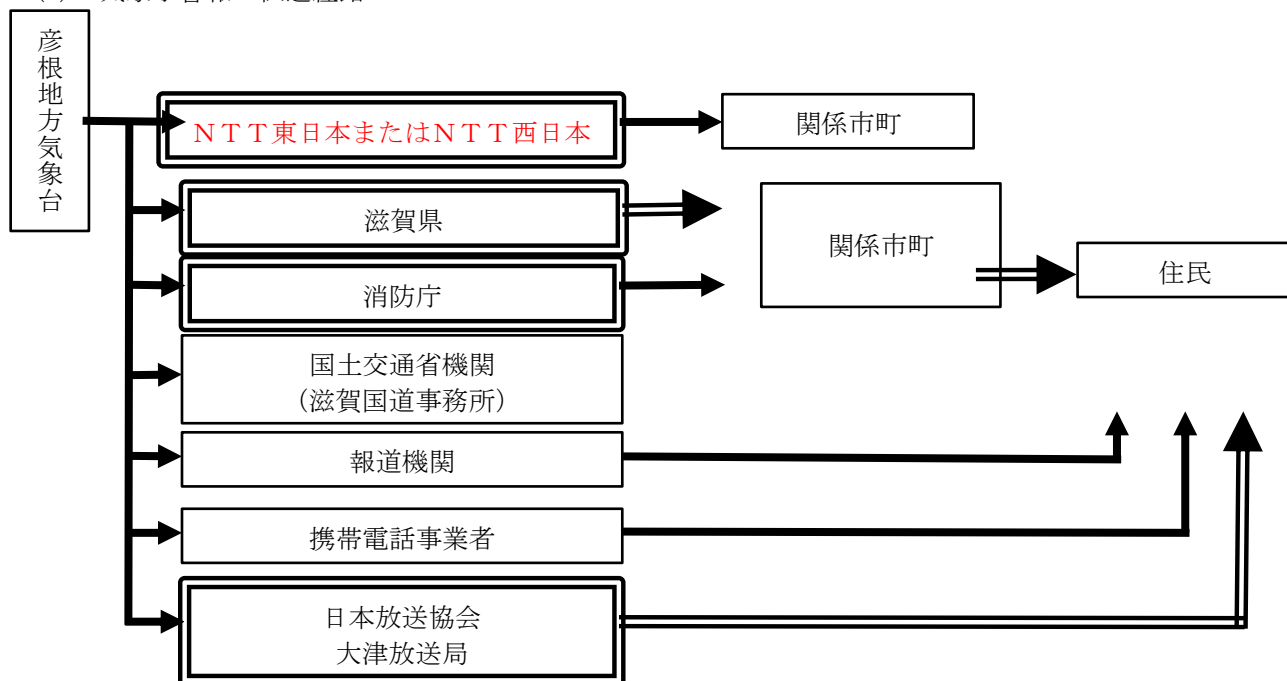 彦根地方気象台
ＮＴＴ東日本またはＮＴＴ西日本
関係市町
滋賀県
関係市町
消防庁
住民
国土交通省機関
（滋賀国道事務所）
報道機関
携帯電話事業者
日本放送協会
大津放送局